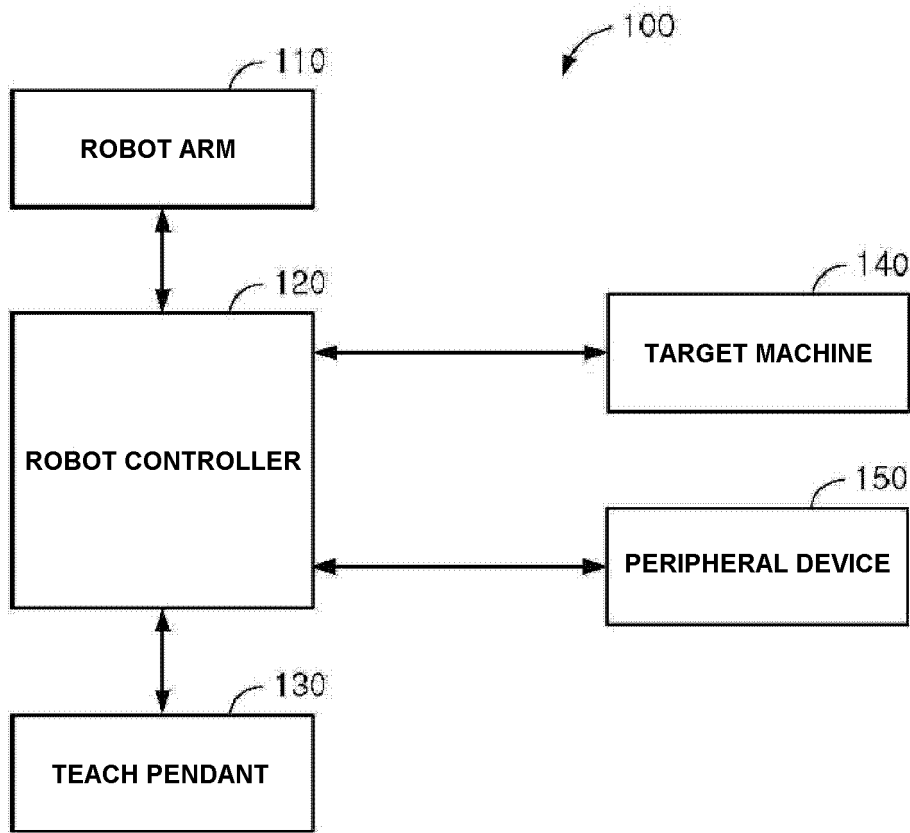 100
110
ROBOT ARM
120
140
ROBOT CONTROLLER
TARGET MACHINE
150
PERIPHERAL DEVICE
130
TEACH PENDANT